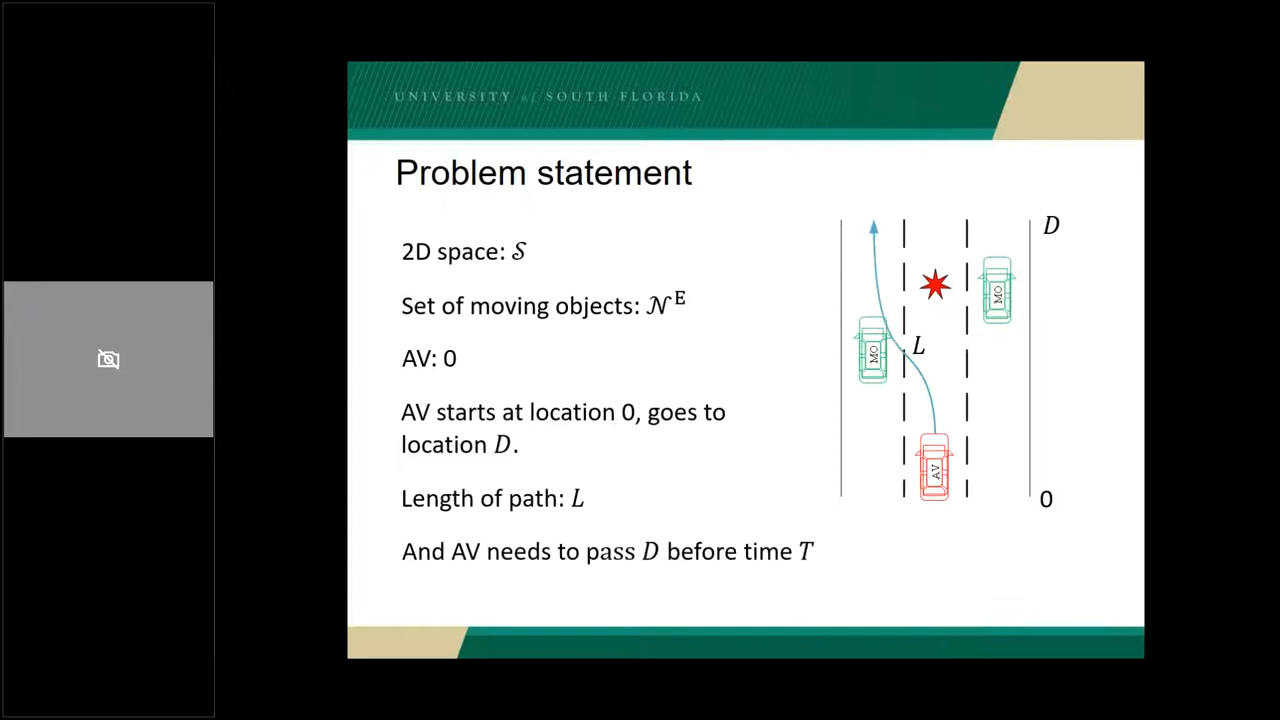 UNIVERSITY of SOUTH FLORIDA
Problem statement
2D space: 𝒮
Set of moving objects: 𝒩ᴱ
AV: 0
AV starts at location 0, goes to
location D.
Length of path: L
And AV needs to pass D before time T
D
MO
MO
L
AV
0